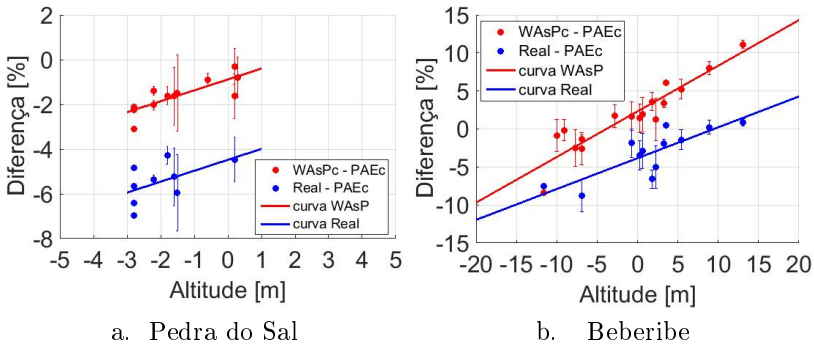 2
0
-2
-4
-6
-8
Diferença [%]
-5 -4 -3 -2 -1 0 1 2 3 4 5
Altitude [m]
WAsPc - PAEc
Real - PAEc
curva WAsP
curva Real
a. Pedra do Sal
15
10
5
0
-5
-10
-15
Diferença [%]
-20 -15 -10 -5 0 5 10 15 20
Altitude [m]
WAsPc - PAEc
Real - PAEc
curva WAsP
curva Real
b. Beberibe